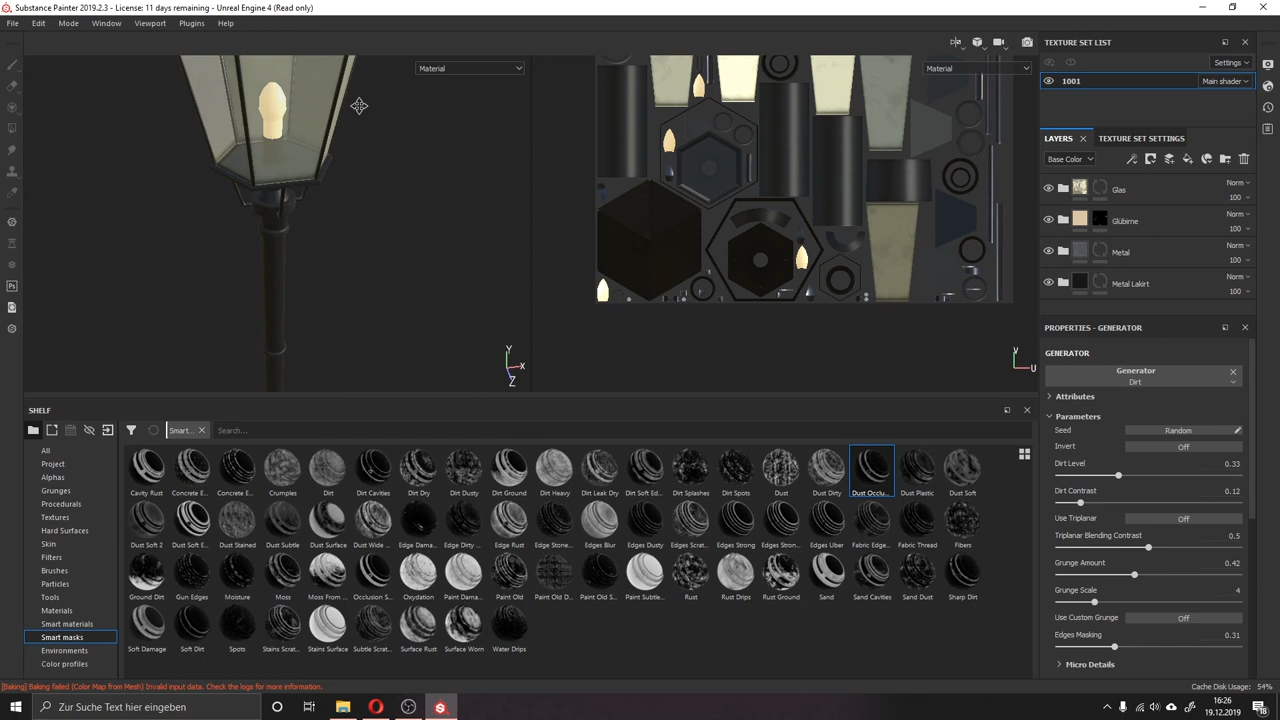 Substance Painter 2019.2.3 - License: 11 days remaining - Unreal Engine 4 (Read only)
File Edit Mode Window Viewport Plugins Help
Material
Material
Y
X
Z
V
U
TEXTURE SET LIST
Settings
1001 Main shader
LAYERS TEXTURE SET SETTINGS
Base Color
Glas Norm 100
Glübirne Norm 100
Metal Norm 100
Metal Lakirt Norm 100
PROPERTIES - GENERATOR
GENERATOR
Generator
Dirt
Attributes
Parameters
Seed Random
Invert Off
Dirt Level 0.33
Dirt Contrast 0.12
Use Triplanar Off
Triplanar Blending Contrast 0.5
Grunge Amount 0.42
Grunge Scale 4
Use Custom Grunge Off
Edges Masking 0.31
Micro Details
Ps
SHELF
Smart... Search...
All
Project
Alphas
Grunges
Procedurals
Textures
Hard Surfaces
Skin
Filters
Brushes
Particles
Tools
Materials
Smart materials
Smart masks
Environments
Color profiles
Cavity Rust Concrete E... Concrete E... Crumples Dirt Dirt Cavities Dirt Dry Dirt Dusty Dirt Ground Dirt Heavy Dirt Leak Dry Dirt Soft Ed... Dirt Splashes Dirt Spots Dust Dust Dirty Dust Occlu... Dust Plastic Dust Soft
Dust Soft 2 Dust Soft E... Dust Stained Dust Subtle Dust Surface Dust Wide ... Edge Dama... Edge Dirty ... Edge Rust Edge Stone... Edges Blur Edges Dusty Edges Scrat... Edges Strong Edges Stron... Edges Uber Fabric Edge... Fabric Thread Fibers
Ground Dirt Gun Edges Moisture Moss Moss From ... Occlusion S... Oxydation Paint Dama... Paint Old Paint Old D... Paint Old S... Paint Subtle... Rust Rust Drips Rust Ground Sand Sand Cavities Sand Dust Sharp Dirt
Soft Damage Soft Dirt Spots Stains Scrat... Stains Surface Subtle Scrat... Surface Rust Surface Worn Water Drips
[Baking] Baking failed (Color Map from Mesh) Invalid input data. Check the logs for more information. Cache Disk Usage: 54%
Zur Suche Text hier eingeben
16:26
19.12.2019
18